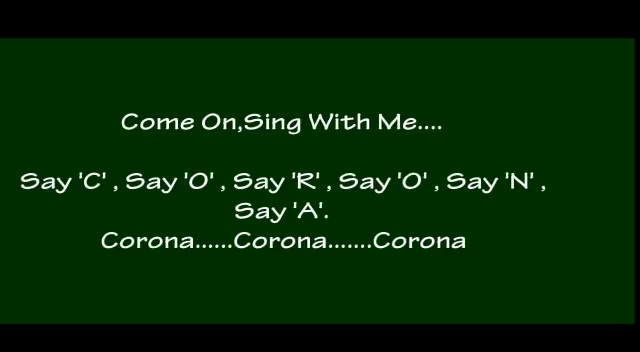 Come On,Sing With Me....
Say 'C' , Say 'O' , Say 'R' , Say 'O' , Say 'N' ,
Say 'A'.
Corona......Corona.......Corona